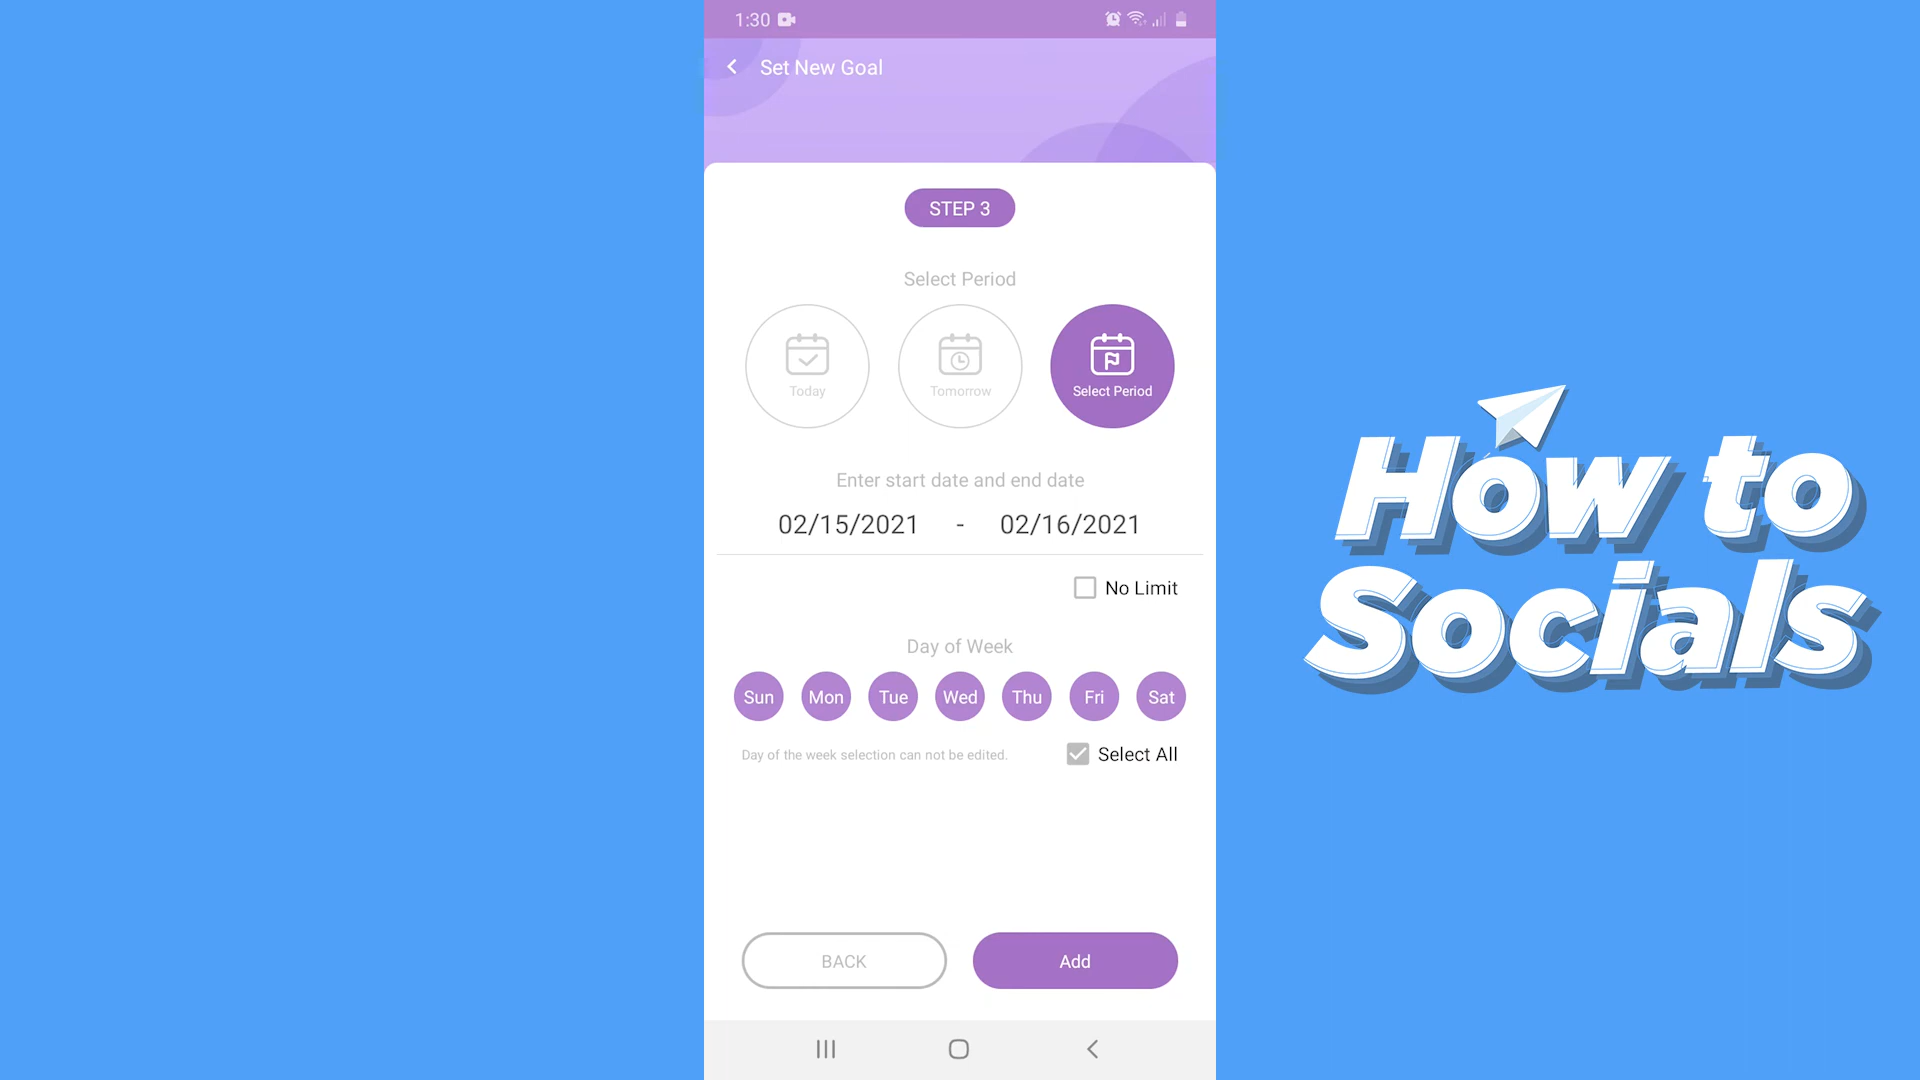 1:30
Set New Goal
STEP 3
Select Period
Today
Tomorrow
Select Period
Enter start date and end date
02/15/2021 - 02/16/2021
No Limit
Day of Week
Sun Mon Tue Wed Thu Fri Sat
Day of the week selection can not be edited.
Select All
BACK
Add
How to
Socials